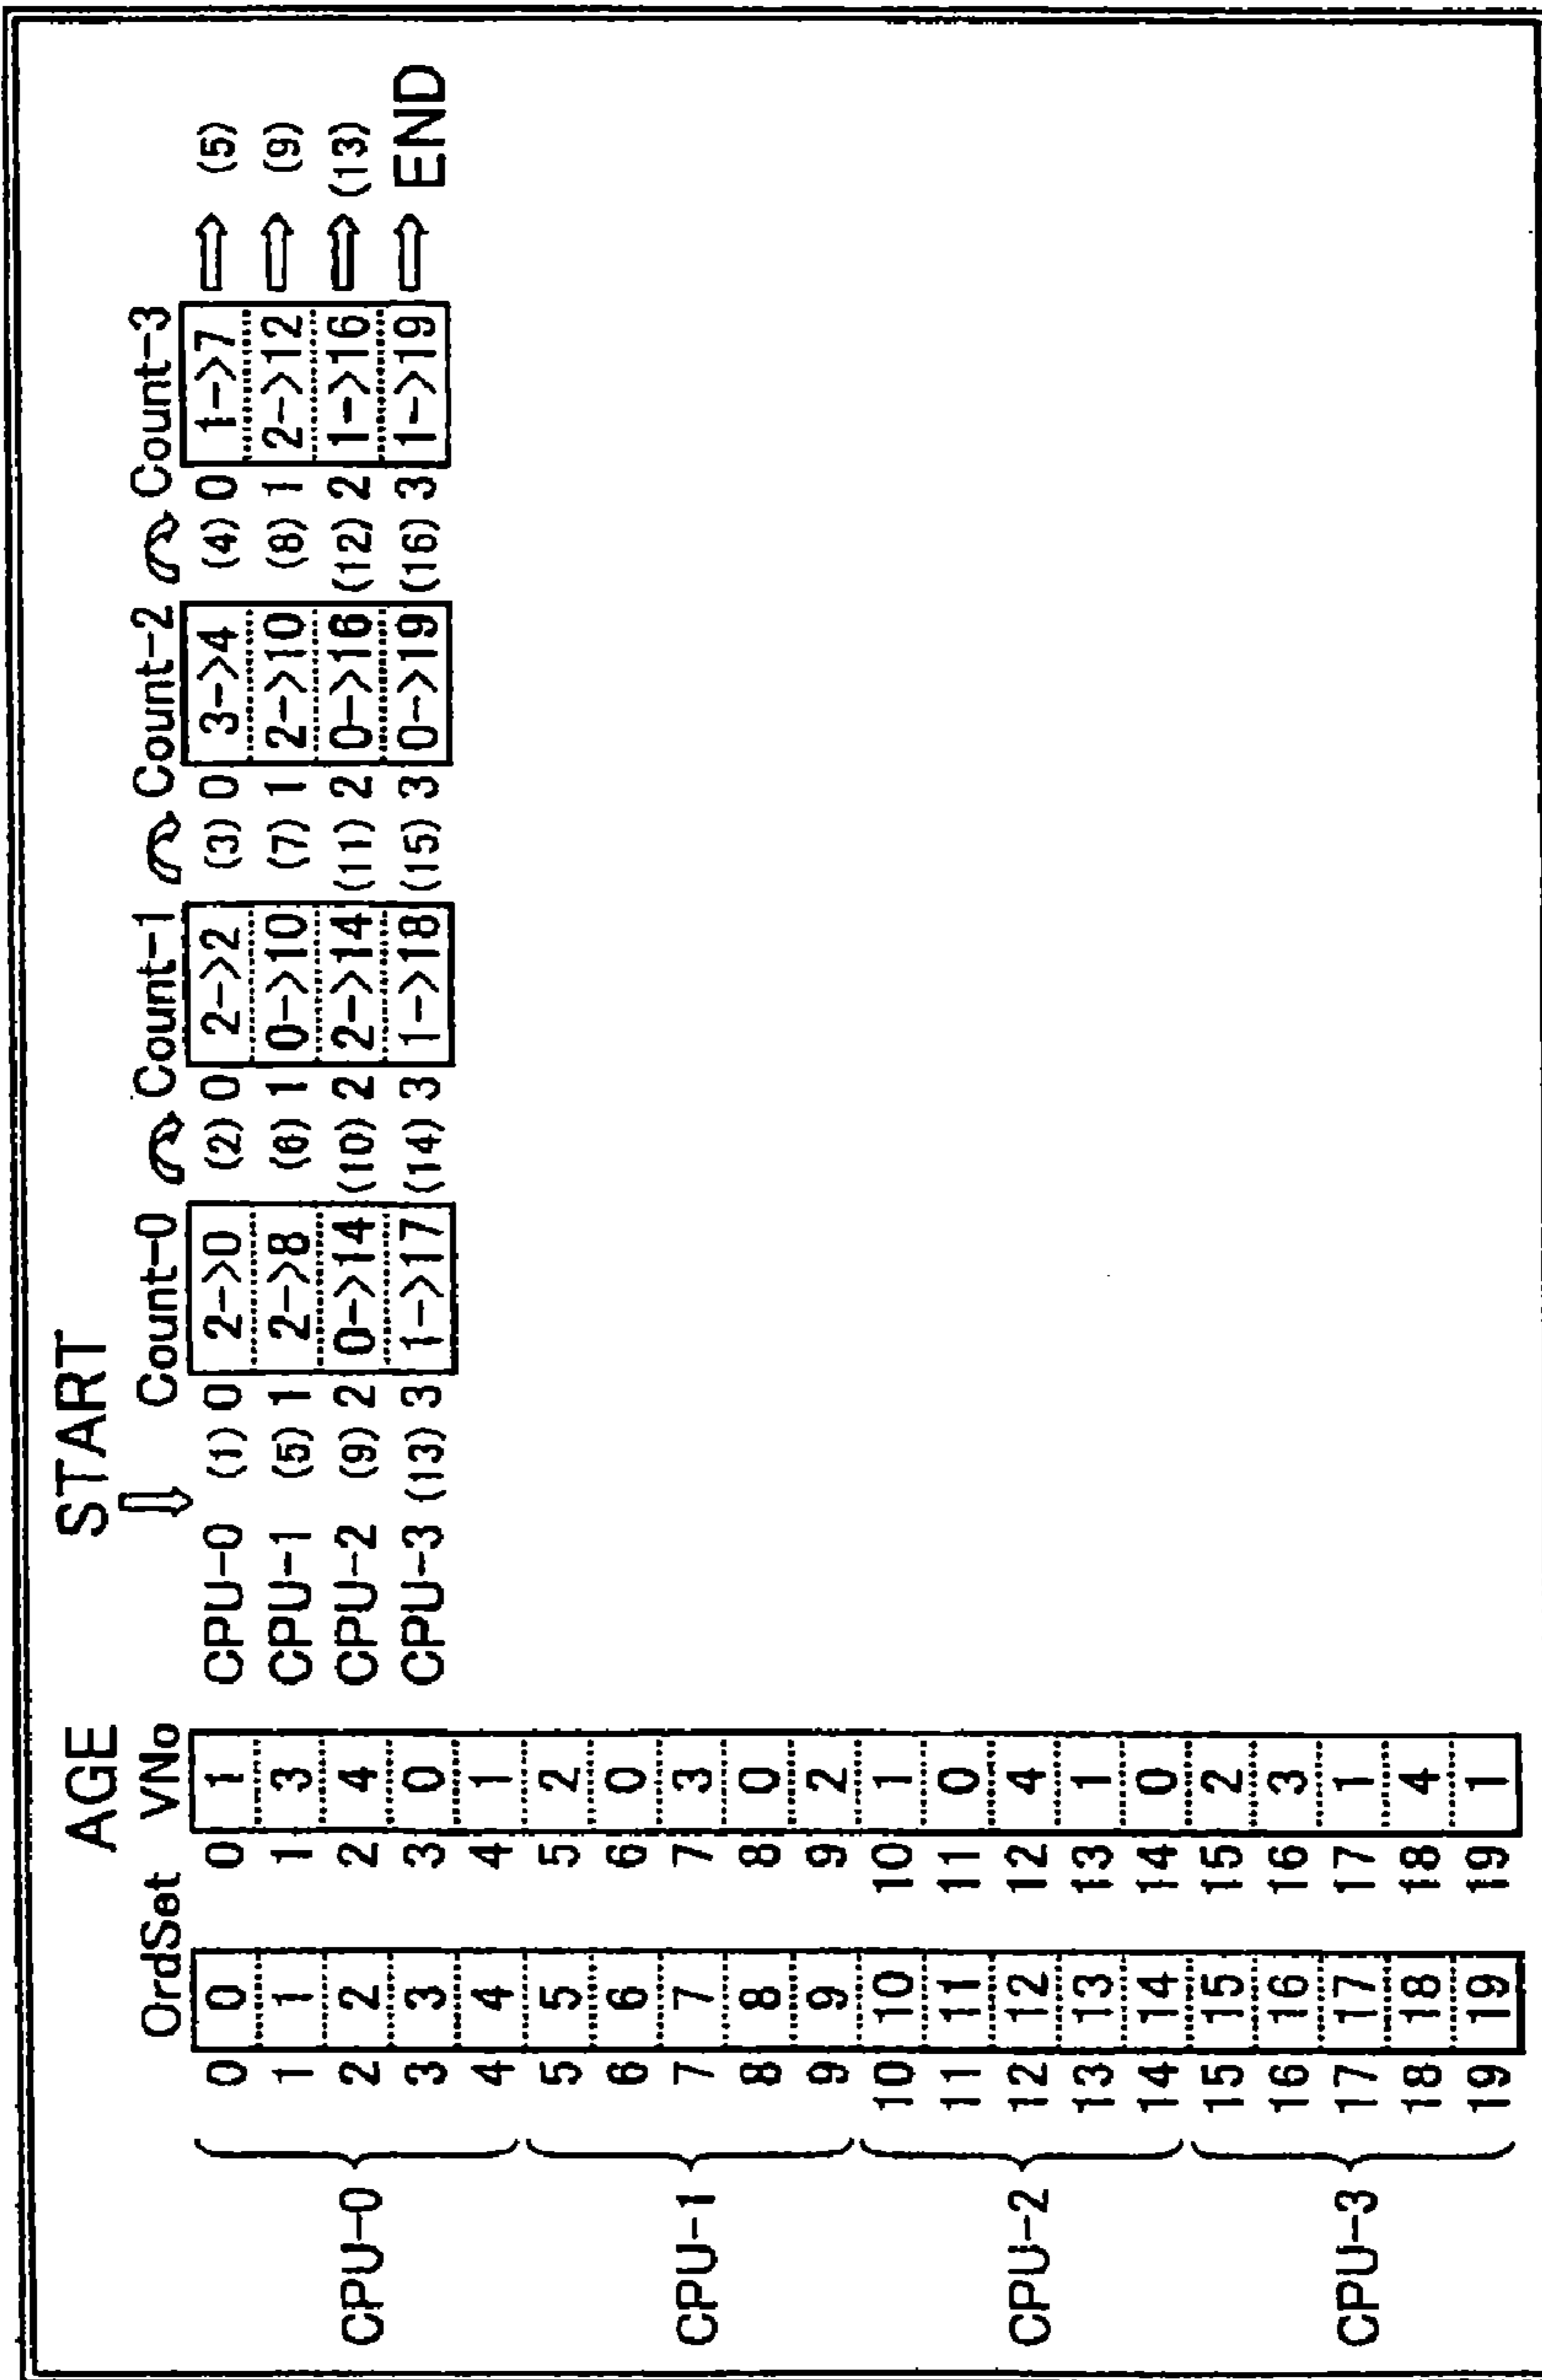 START
AGE
OrdSet VNo
Count-0 Count-1 Count-2 Count-3
CPU-0 (1) 0 2->0 (2) 0 2->2 (3) 0 3->4 (4) 0 1->7 (5)
CPU-1 (5) 1 2->8 (6) 1 0->10 (7) 1 2->10 (8) 1 2->12 (9)
CPU-2 (9) 2 0->14 (10) 2 2->14 (11) 2 0->16 (12) 2 1->16 (13)
CPU-3 (13) 3 1->17 (14) 3 1->18 (15) 3 0->19 (16) 3 1->19 END
CPU-0
0 0 0 1
1 1 1 3
2 2 2 4
3 3 3 0
4 4 4 1
CPU-1
5 5 5 2
6 6 6 0
7 7 7 3
8 8 8 0
9 9 9 2
CPU-2
10 10 10 1
11 11 11 0
12 12 12 4
13 13 13 1
14 14 14 0
CPU-3
15 15 15 2
16 16 16 3
17 17 17 1
18 18 18 4
19 19 19 1